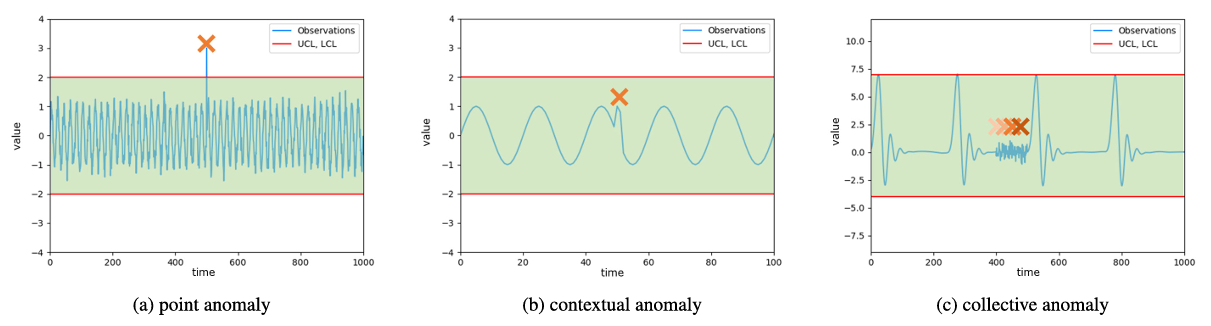 4
3
2
1
0
−1
−2
−3
−4
value
0
200
400
600
800
1000
time
Observations
UCL, LCL
(a) point anomaly
4
3
2
1
0
−1
−2
−3
−4
value
0
20
40
60
80
100
time
Observations
UCL, LCL
(b) contextual anomaly
10.0
7.5
5.0
2.5
0.0
−2.5
−5.0
−7.5
value
0
200
400
600
800
1000
time
Observations
UCL, LCL
(c) collective anomaly